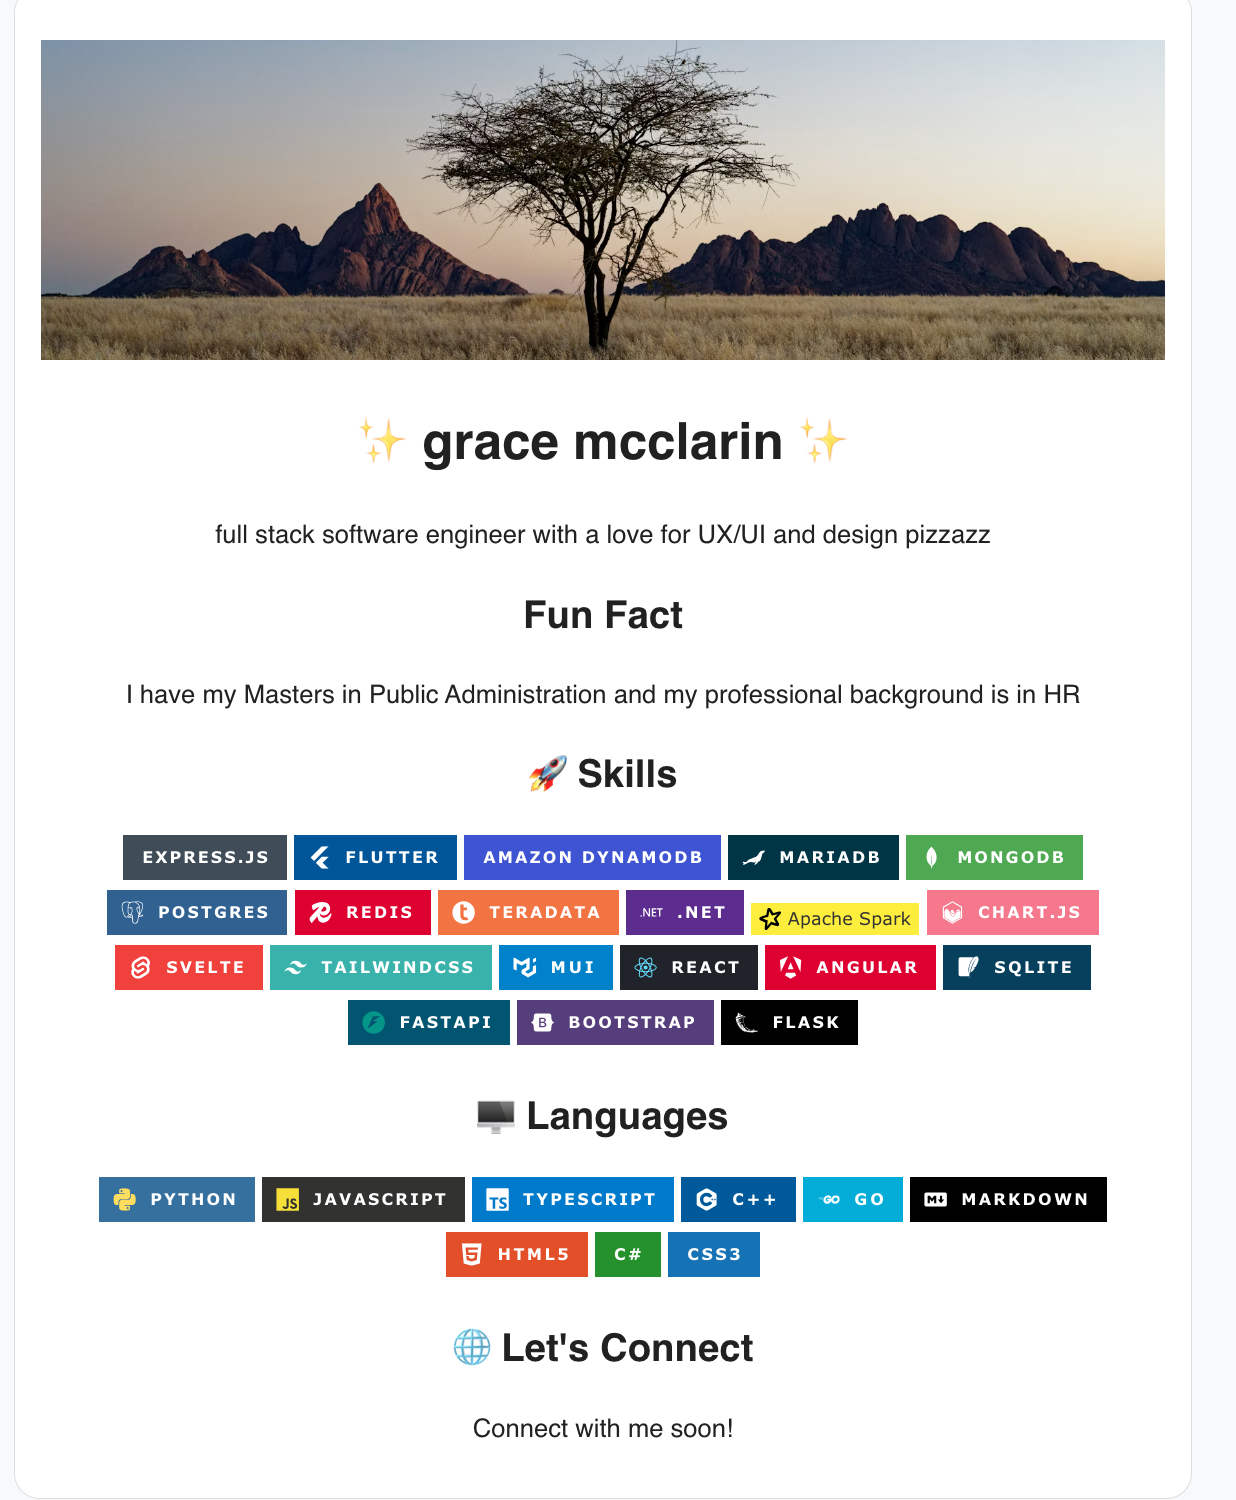 ✨ grace mcclarin ✨
full stack software engineer with a love for UX/UI and design pizzazz
Fun Fact
I have my Masters in Public Administration and my professional background is in HR
🚀 Skills
EXPRESS.JS FLUTTER AMAZON DYNAMODB MARIADB MONGODB
POSTGRES REDIS TERADATA .NET .NET Apache Spark CHART.JS
SVELTE TAILWINDCSS MUI REACT ANGULAR SQLITE
FASTAPI B BOOTSTRAP FLASK
🖥️ Languages
PYTHON JS JAVASCRIPT TS TYPESCRIPT C++ GO GO M MARKDOWN
5 HTML5 C# CSS3
🌐 Let's Connect
Connect with me soon!